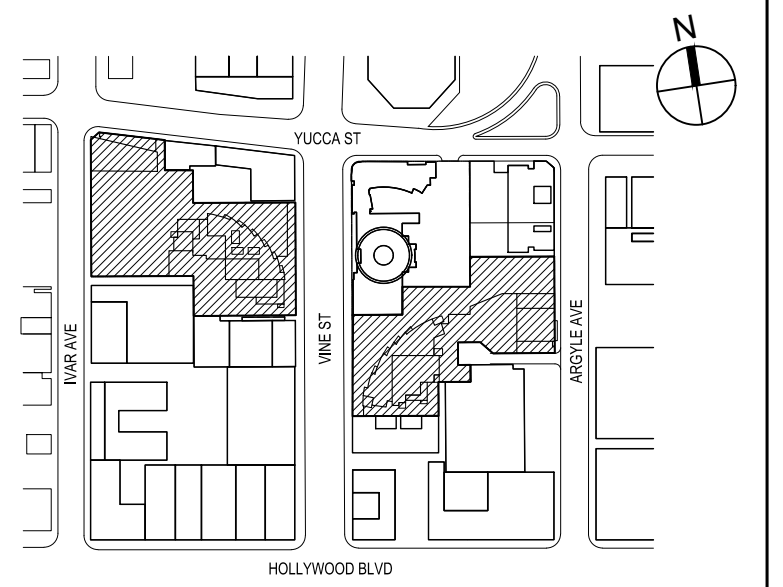 N
YUCCA ST
IVAR AVE
VINE ST
ARGYLE AVE
HOLLYWOOD BLVD